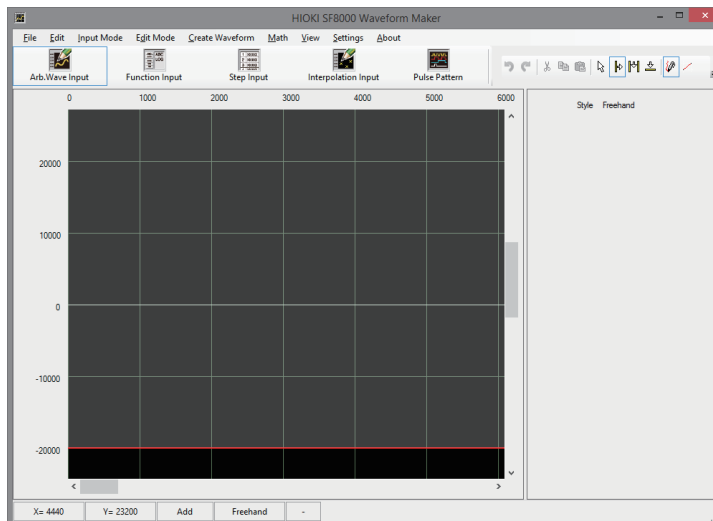 HIOKI SF8000 Waveform Maker
File Edit Input Mode Edit Mode Create Waveform Math View Settings About
Arb.Wave Input Function Input Step Input Interpolation Input Pulse Pattern
0 1000 2000 3000 4000 5000 6000
Style Freehand
20000
10000
0
-10000
-20000
X= 4440 Y= 23200 Add Freehand -